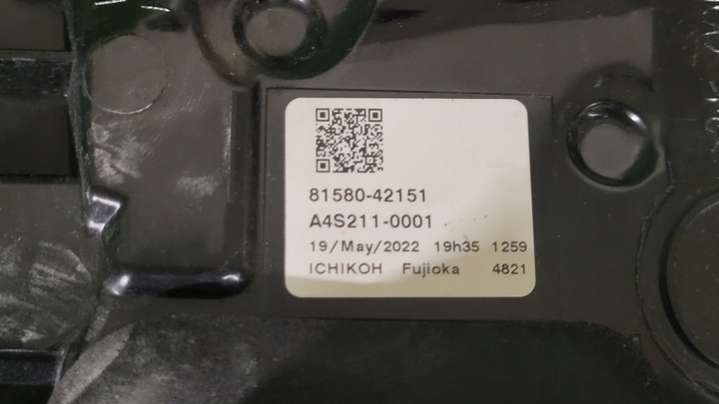 81580-42151
A4S211-0001
19/May/2022 19h35 1259
ICHIKOH Fujioka 4821